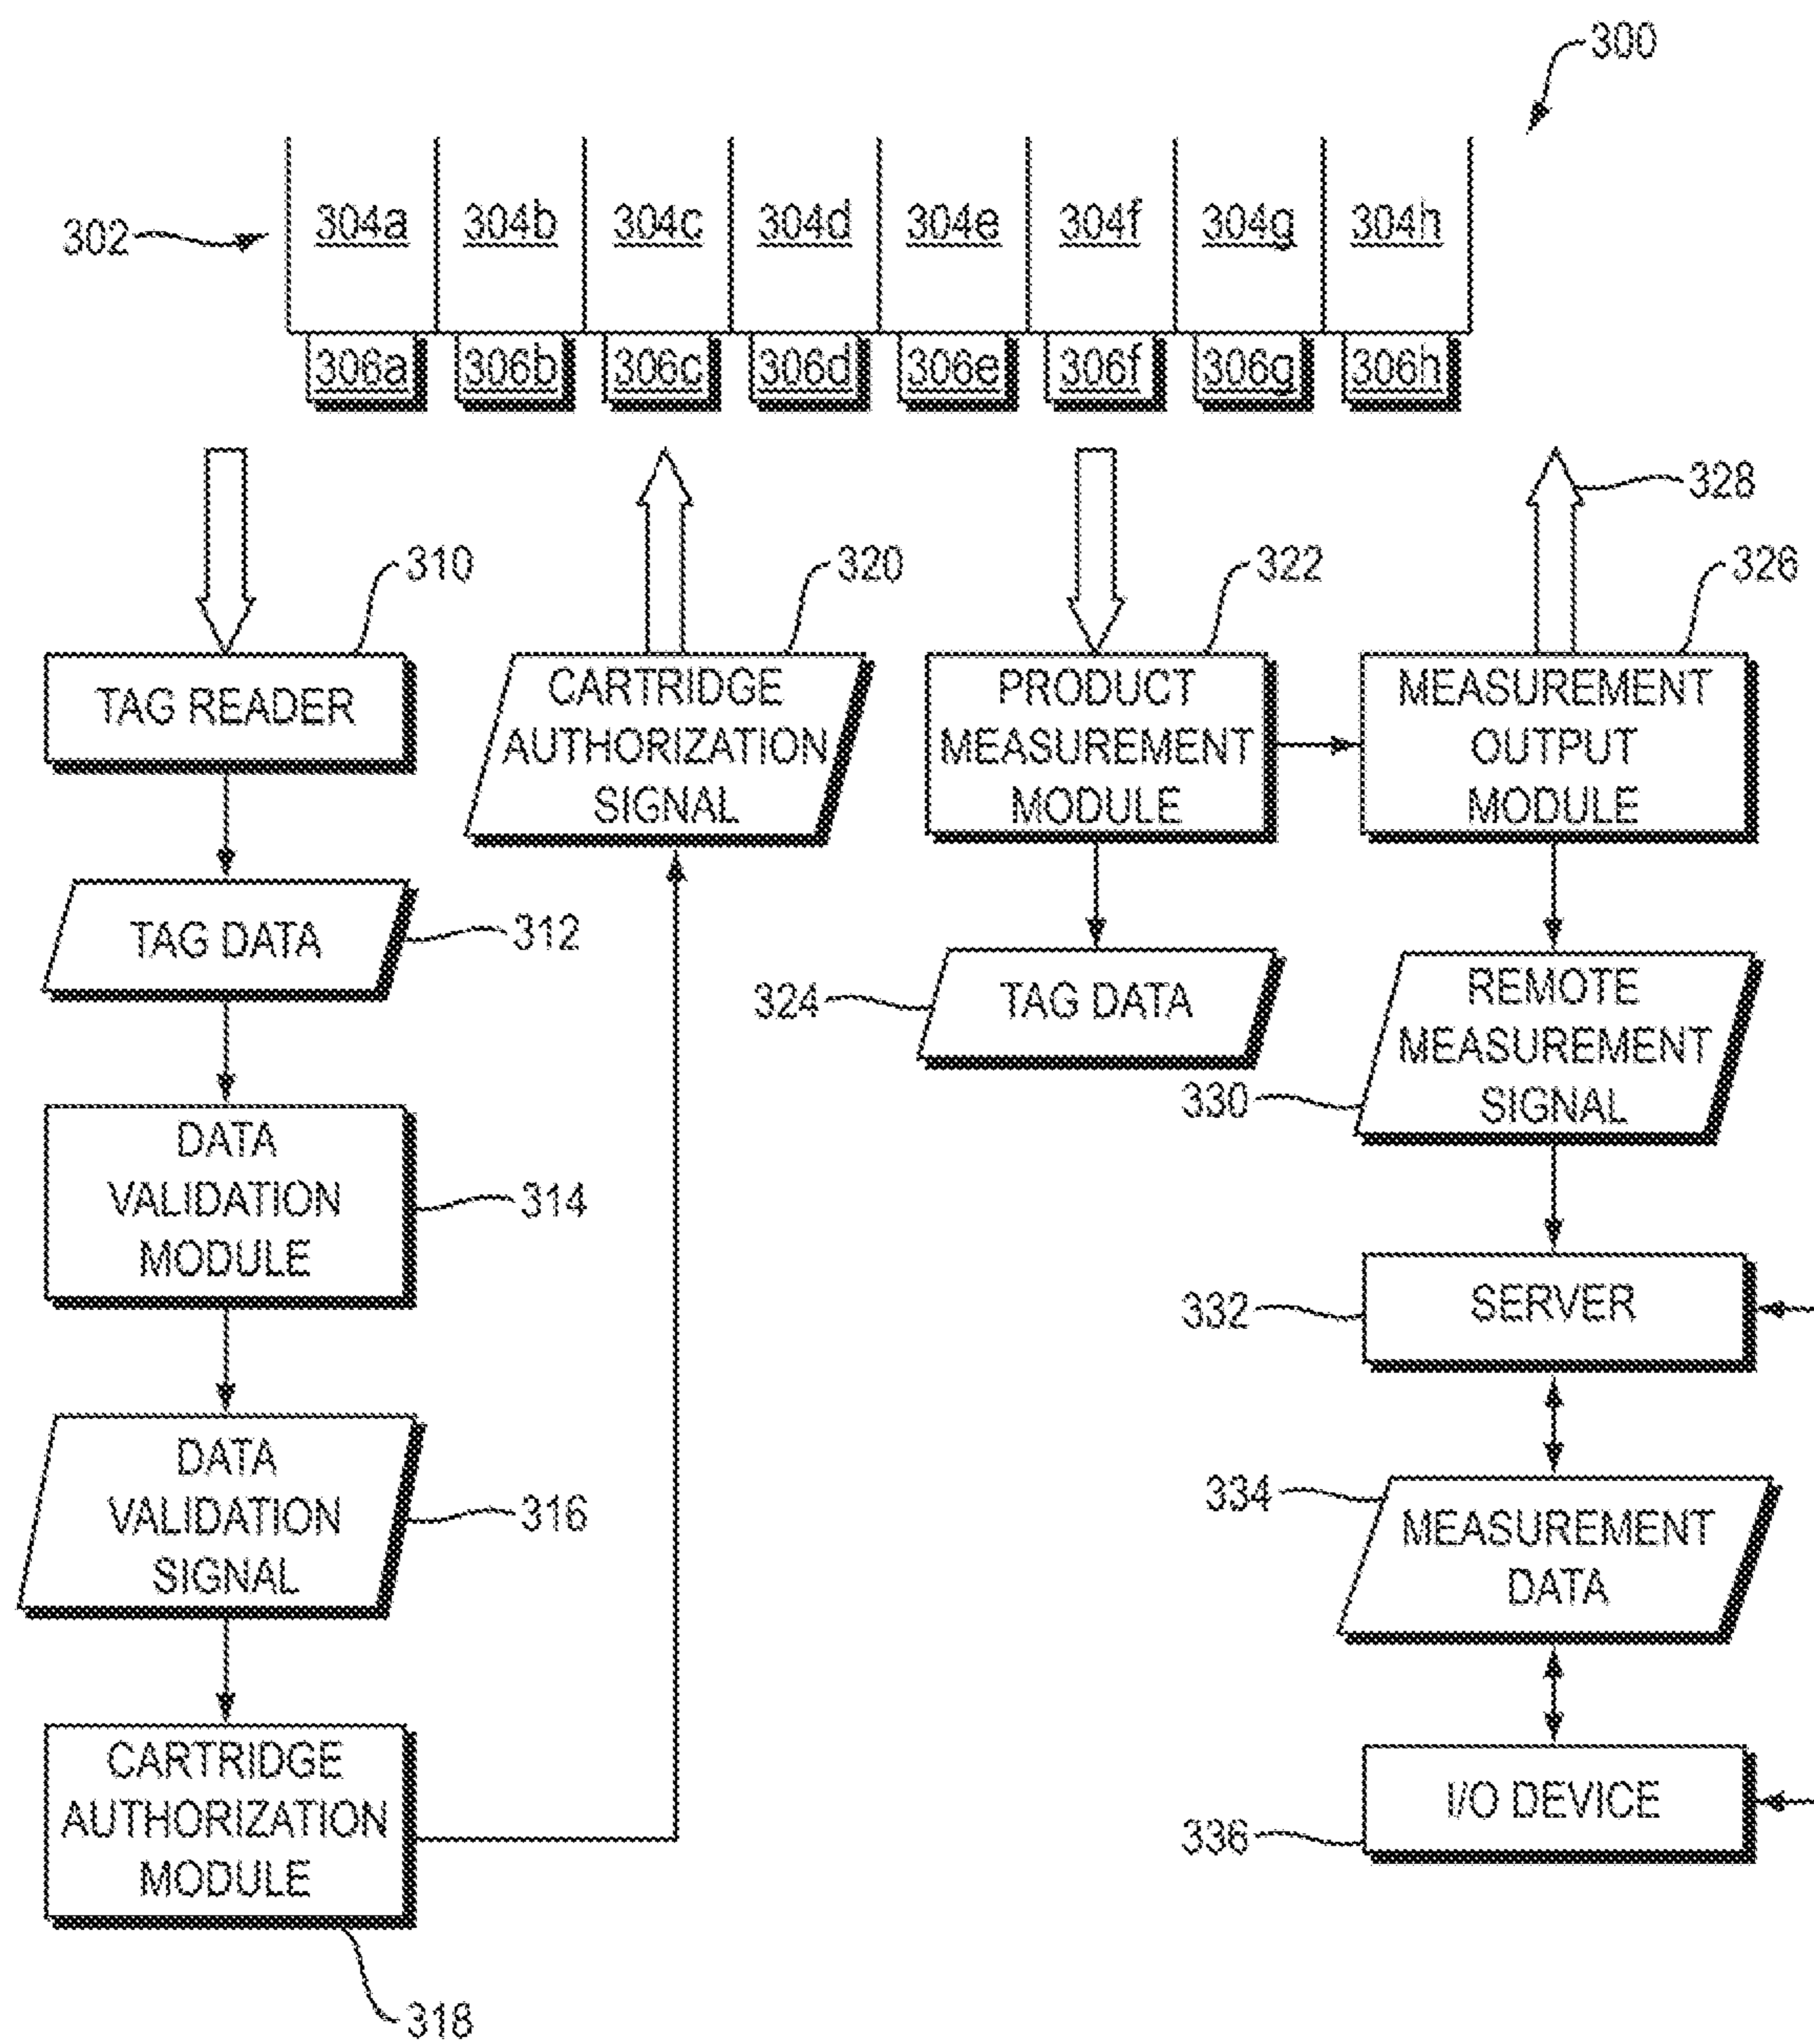 300
302
304a 304b 304c 304d 304e 304f 304g 304h
306a 306b 306c 306d 306e 306f 306g 306h
328
310
320
322
326
TAG READER
CARTRIDGE
AUTHORIZATION
SIGNAL
PRODUCT
MEASUREMENT
MODULE
MEASUREMENT
OUTPUT
MODULE
TAG DATA
312
324
TAG DATA
REMOTE
MEASUREMENT
SIGNAL
330
DATA
VALIDATION
MODULE
314
332
SERVER
DATA
VALIDATION
SIGNAL
316
334
MEASUREMENT
DATA
CARTRIDGE
AUTHORIZATION
MODULE
318
I/O DEVICE
336